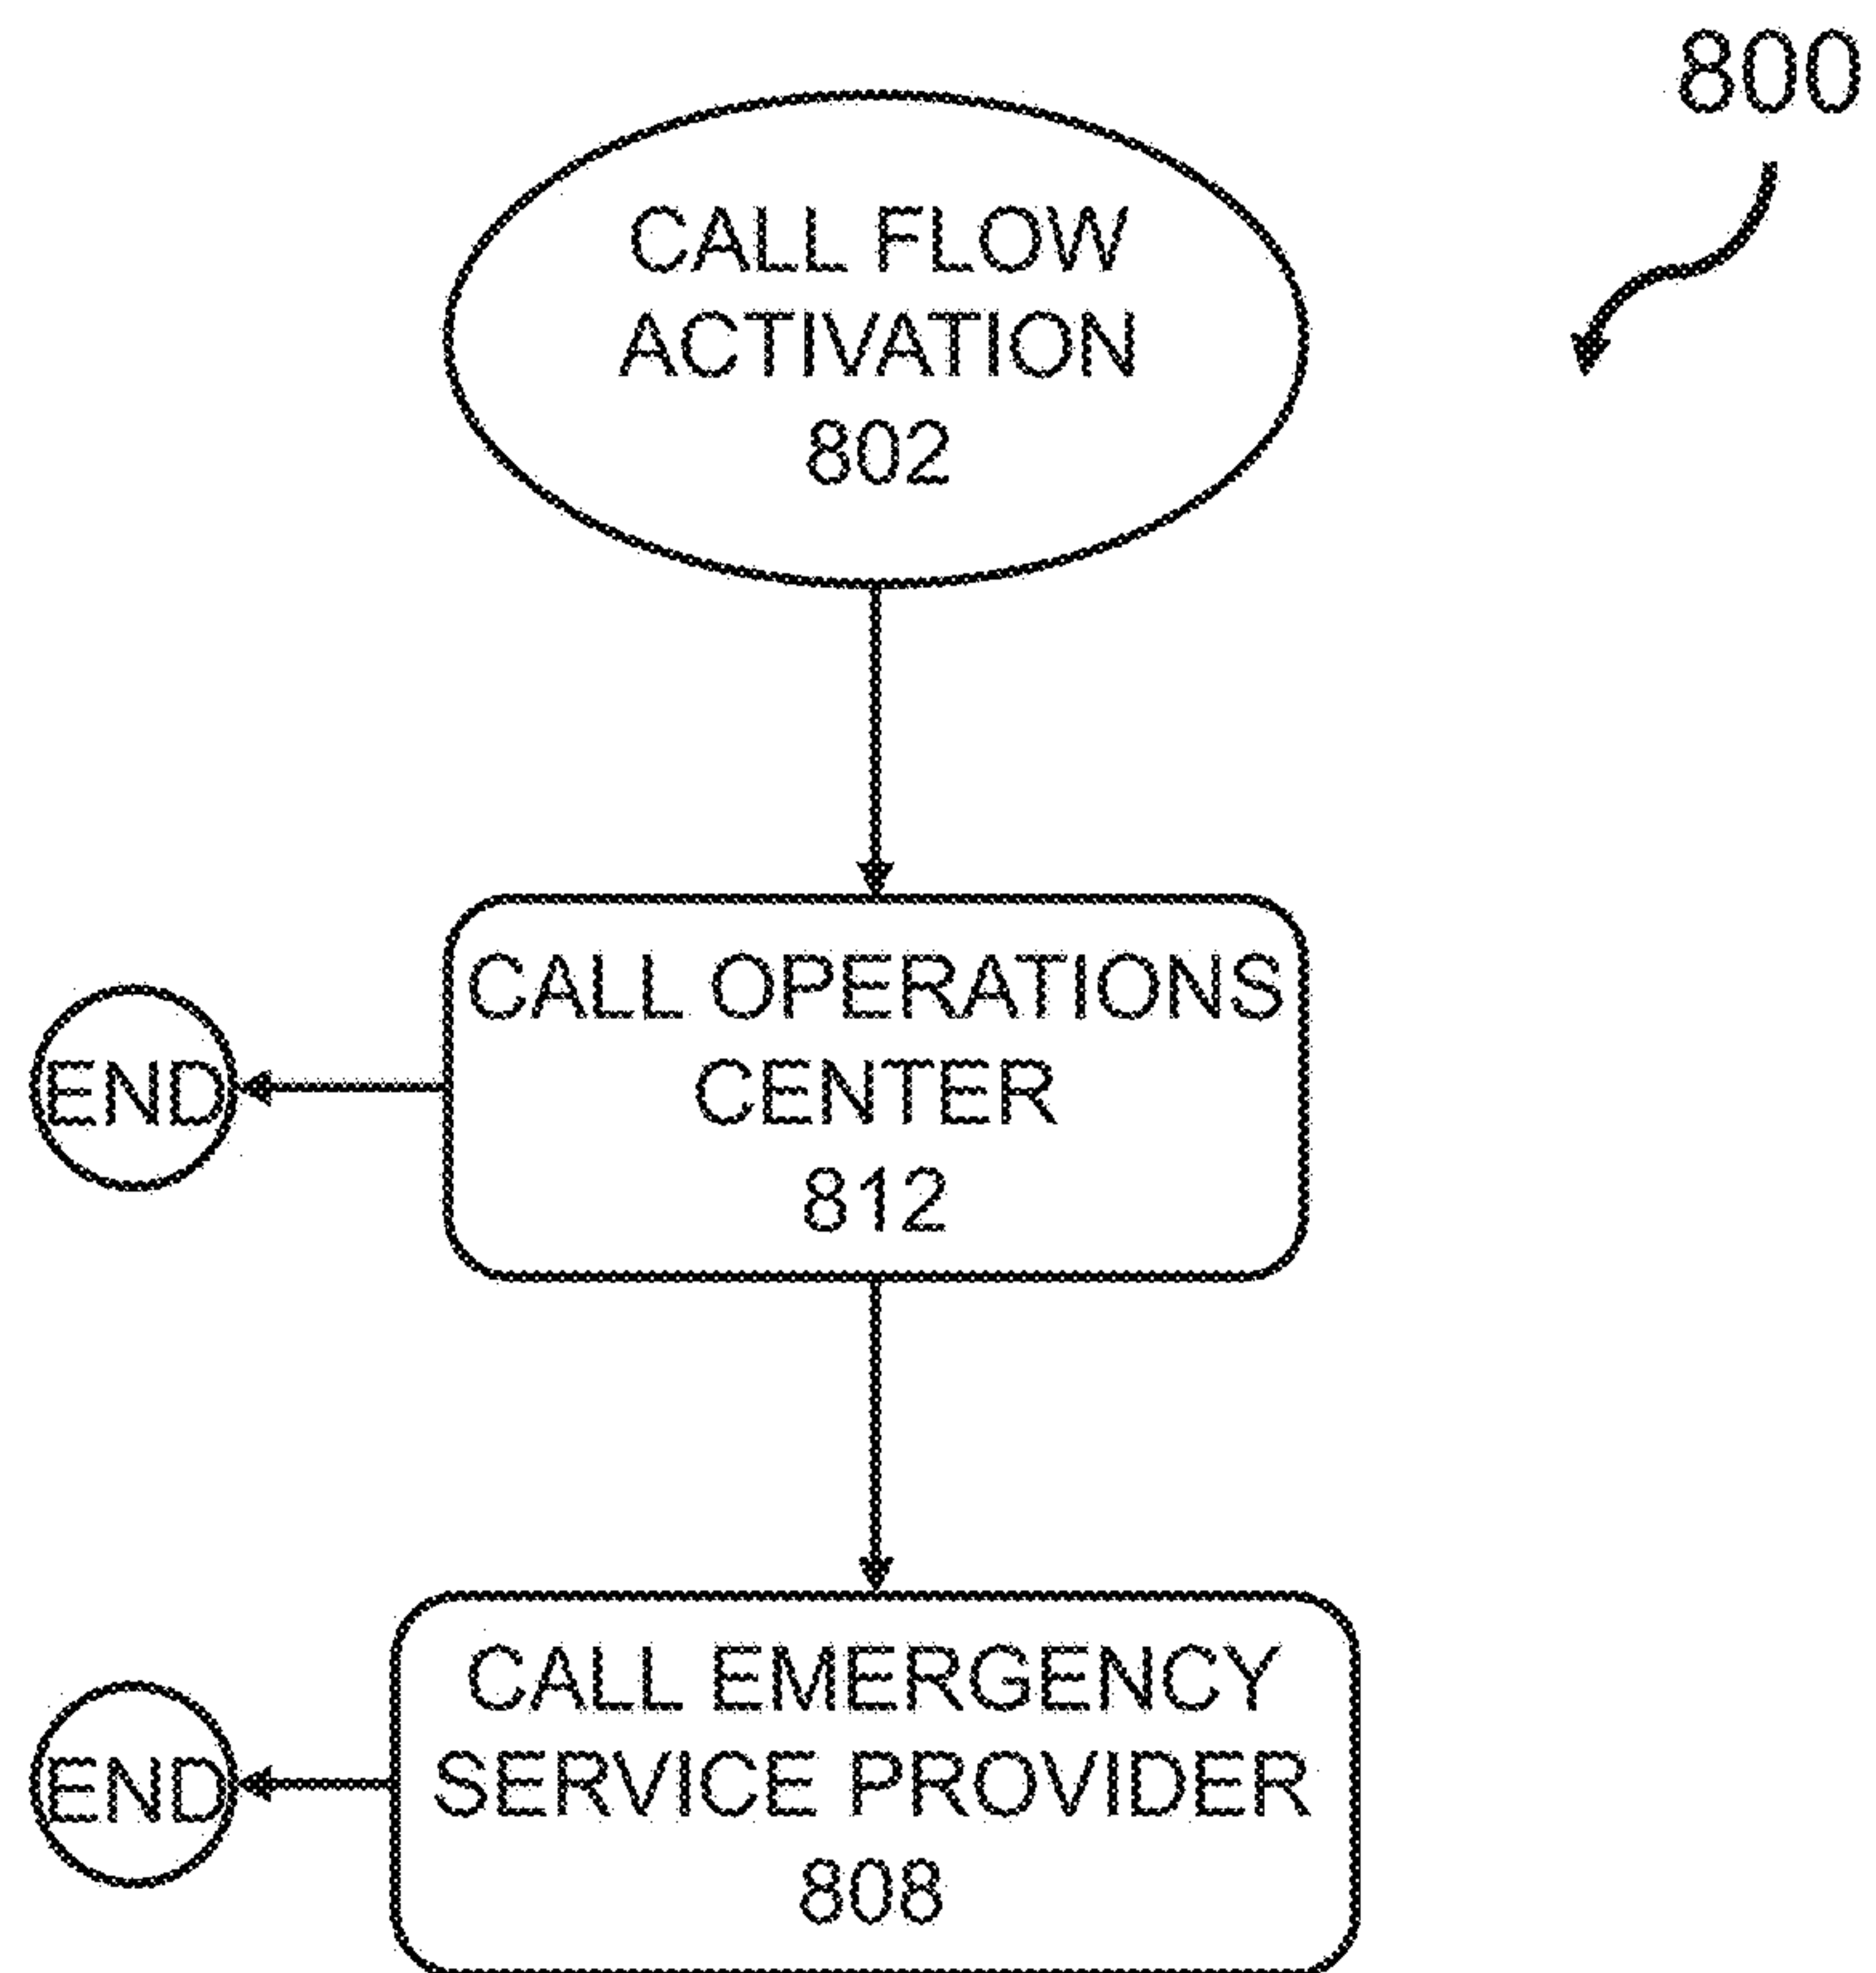 800
CALL FLOW
ACTIVATION
802
CALL OPERATIONS
CENTER
812
END
CALL EMERGENCY
SERVICE PROVIDER
808
END